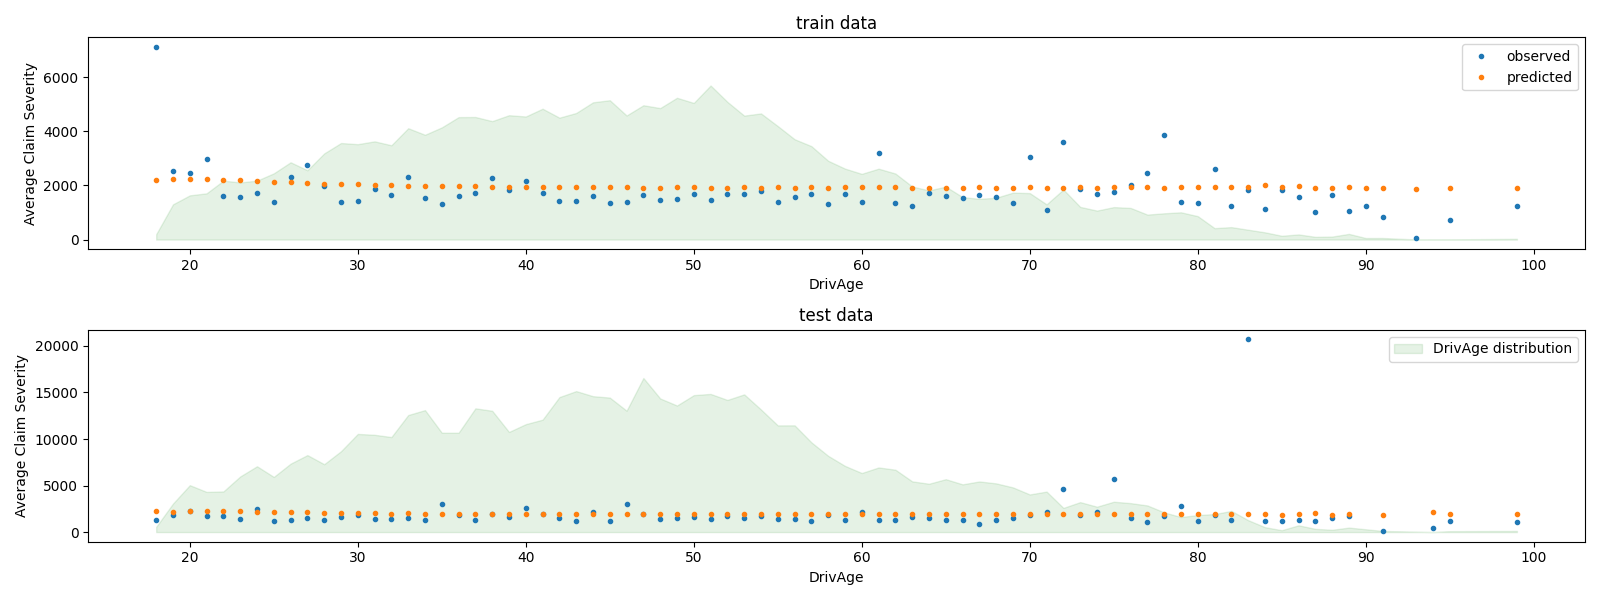 train data
Average Claim Severity
6000
4000
2000
0
observed
predicted
20 30 40 50 60 70 80 90 100
DrivAge
test data
Average Claim Severity
20000
15000
10000
5000
0
DrivAge distribution
20 30 40 50 60 70 80 90 100
DrivAge